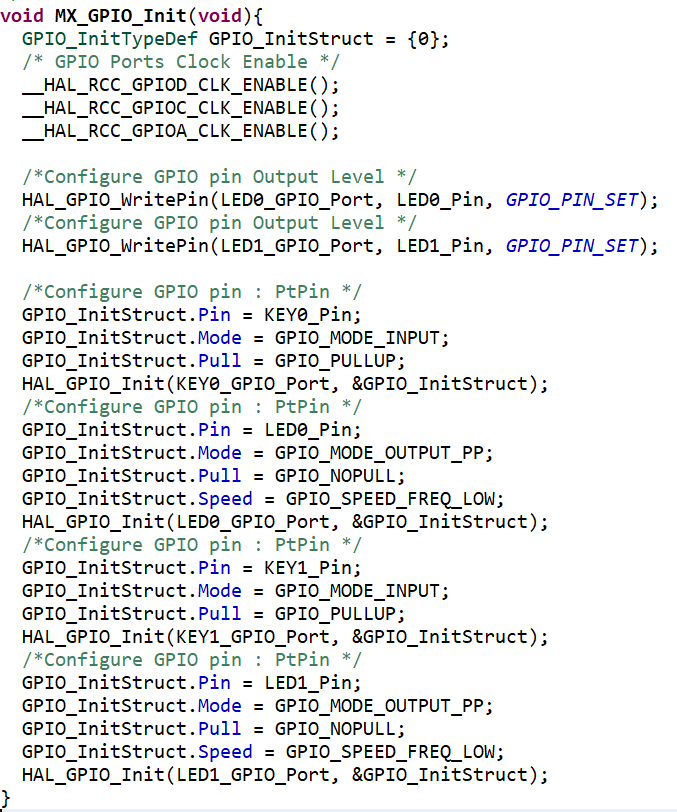 void MX_GPIO_Init(void){
  GPIO_InitTypeDef GPIO_InitStruct = {0};
  /* GPIO Ports Clock Enable */
  __HAL_RCC_GPIOD_CLK_ENABLE();
  __HAL_RCC_GPIOC_CLK_ENABLE();
  __HAL_RCC_GPIOA_CLK_ENABLE();

  /*Configure GPIO pin Output Level */
  HAL_GPIO_WritePin(LED0_GPIO_Port, LED0_Pin, GPIO_PIN_SET);
  /*Configure GPIO pin Output Level */
  HAL_GPIO_WritePin(LED1_GPIO_Port, LED1_Pin, GPIO_PIN_SET);

  /*Configure GPIO pin : PtPin */
  GPIO_InitStruct.Pin = KEY0_Pin;
  GPIO_InitStruct.Mode = GPIO_MODE_INPUT;
  GPIO_InitStruct.Pull = GPIO_PULLUP;
  HAL_GPIO_Init(KEY0_GPIO_Port, &GPIO_InitStruct);
  /*Configure GPIO pin : PtPin */
  GPIO_InitStruct.Pin = LED0_Pin;
  GPIO_InitStruct.Mode = GPIO_MODE_OUTPUT_PP;
  GPIO_InitStruct.Pull = GPIO_NOPULL;
  GPIO_InitStruct.Speed = GPIO_SPEED_FREQ_LOW;
  HAL_GPIO_Init(LED0_GPIO_Port, &GPIO_InitStruct);
  /*Configure GPIO pin : PtPin */
  GPIO_InitStruct.Pin = KEY1_Pin;
  GPIO_InitStruct.Mode = GPIO_MODE_INPUT;
  GPIO_InitStruct.Pull = GPIO_PULLUP;
  HAL_GPIO_Init(KEY1_GPIO_Port, &GPIO_InitStruct);
  /*Configure GPIO pin : PtPin */
  GPIO_InitStruct.Pin = LED1_Pin;
  GPIO_InitStruct.Mode = GPIO_MODE_OUTPUT_PP;
  GPIO_InitStruct.Pull = GPIO_NOPULL;
  GPIO_InitStruct.Speed = GPIO_SPEED_FREQ_LOW;
  HAL_GPIO_Init(LED1_GPIO_Port, &GPIO_InitStruct);
}